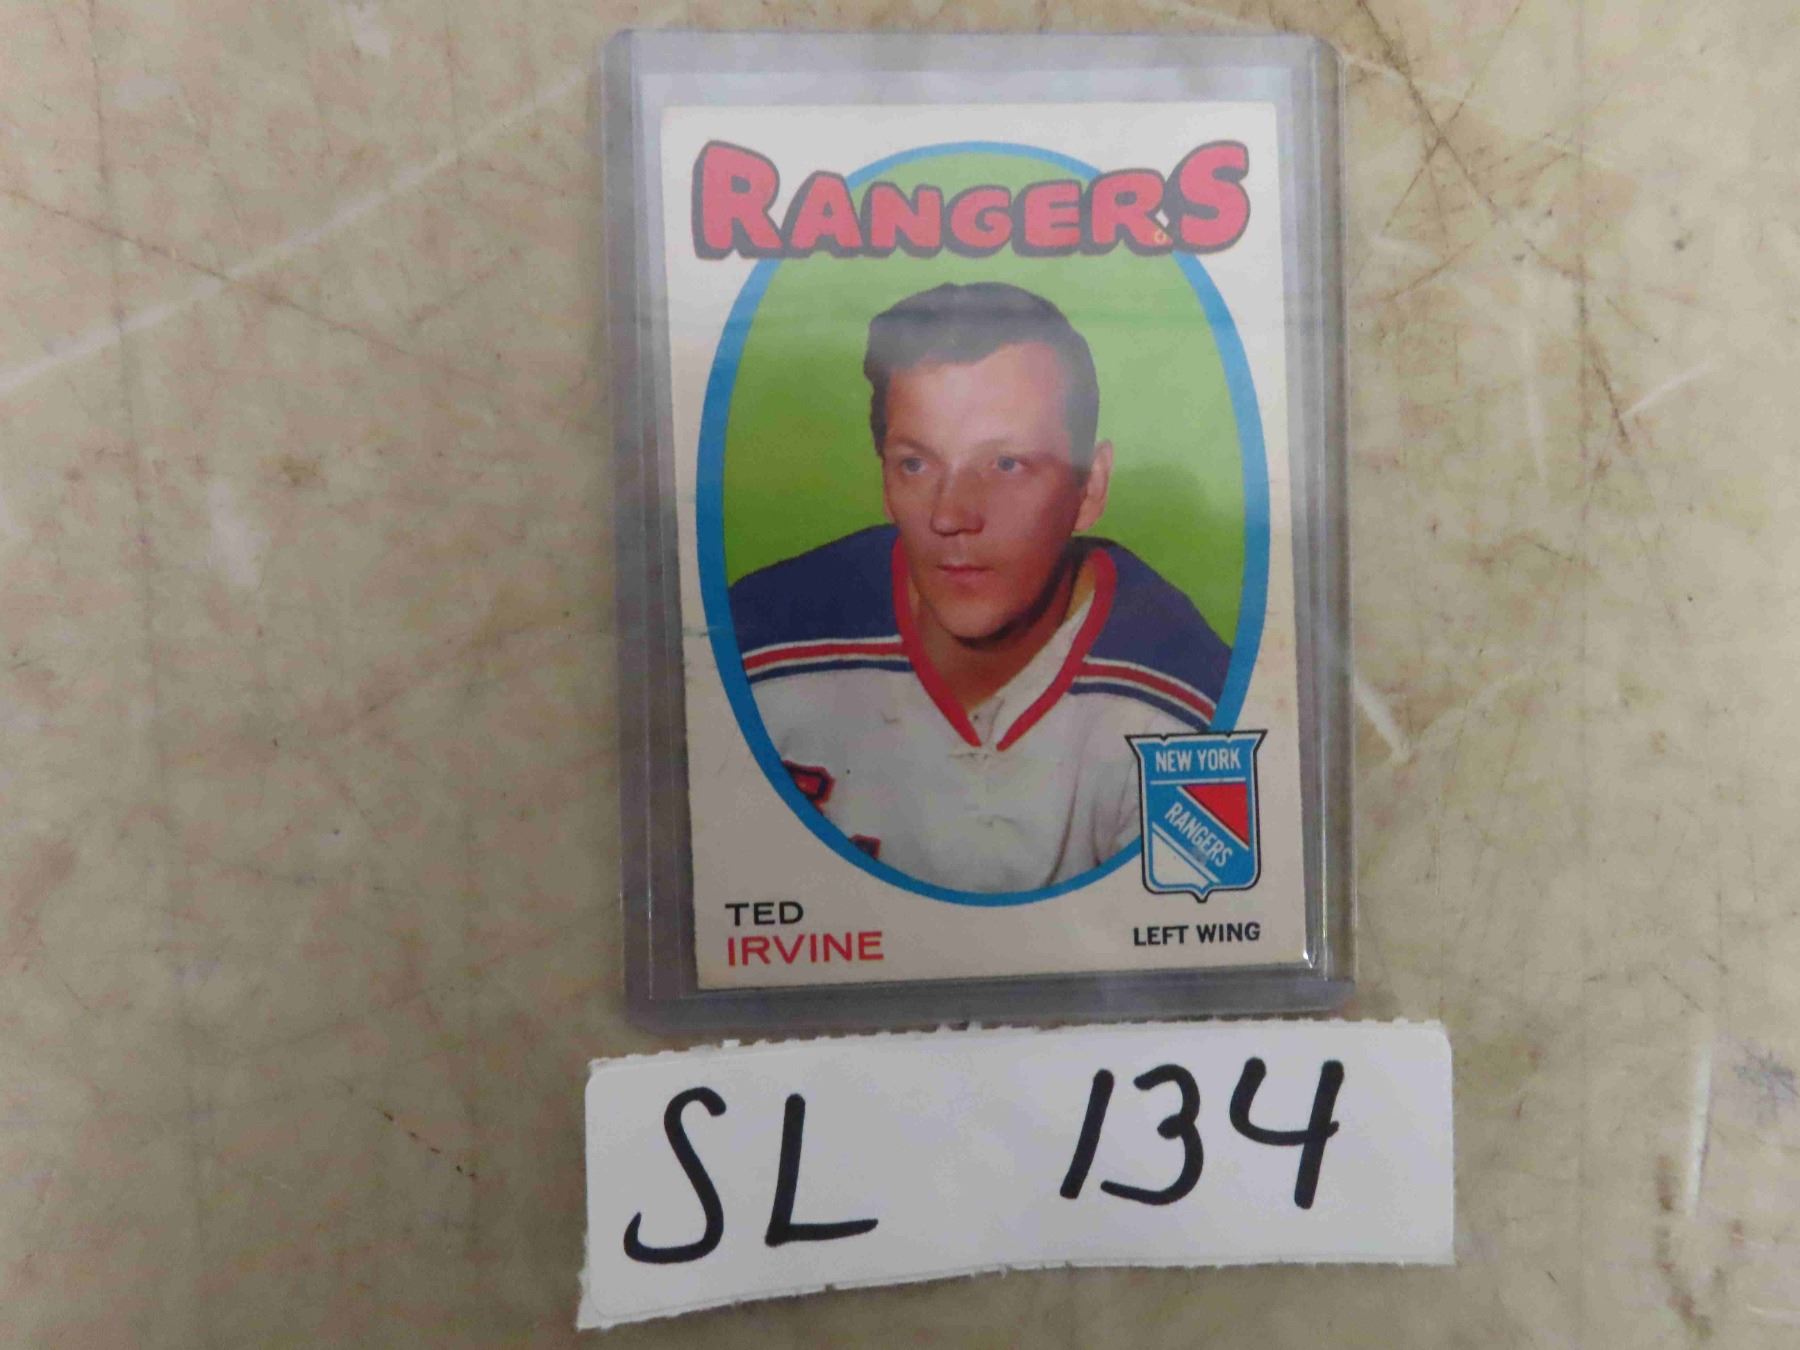 RANGERS
NEW YORK
RANGERS
TED
IRVINE
LEFT WING
SL 134